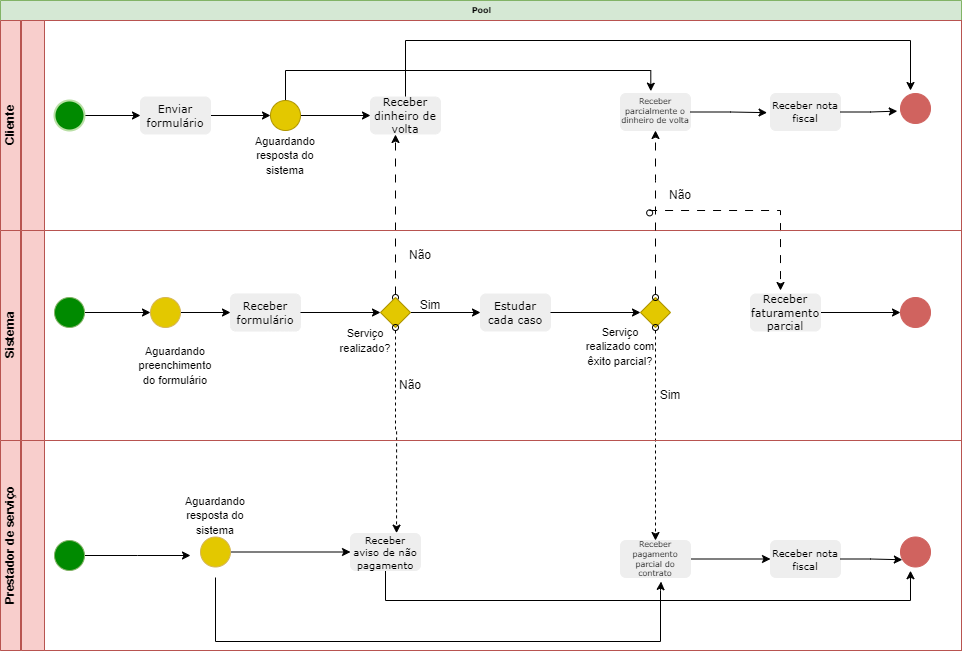 Pool
Cliente
Enviar
formulário
Aguardando
resposta do
sistema
Receber
dinheiro de
volta
Receber
parcialmente o
dinheiro de volta
Receber nota
fiscal
Não
Não
Sistema
Aguardando
preenchimento
do formulário
Receber
formulário
Serviço
realizado?
Sim
Estudar
cada caso
Serviço
realizado com
êxito parcial?
Receber
faturamento
parcial
Não
Sim
Prestador de serviço
Aguardando
resposta do
sistema
Receber
aviso de não
pagamento
Receber
pagamento
parcial do
contrato
Receber nota
fiscal